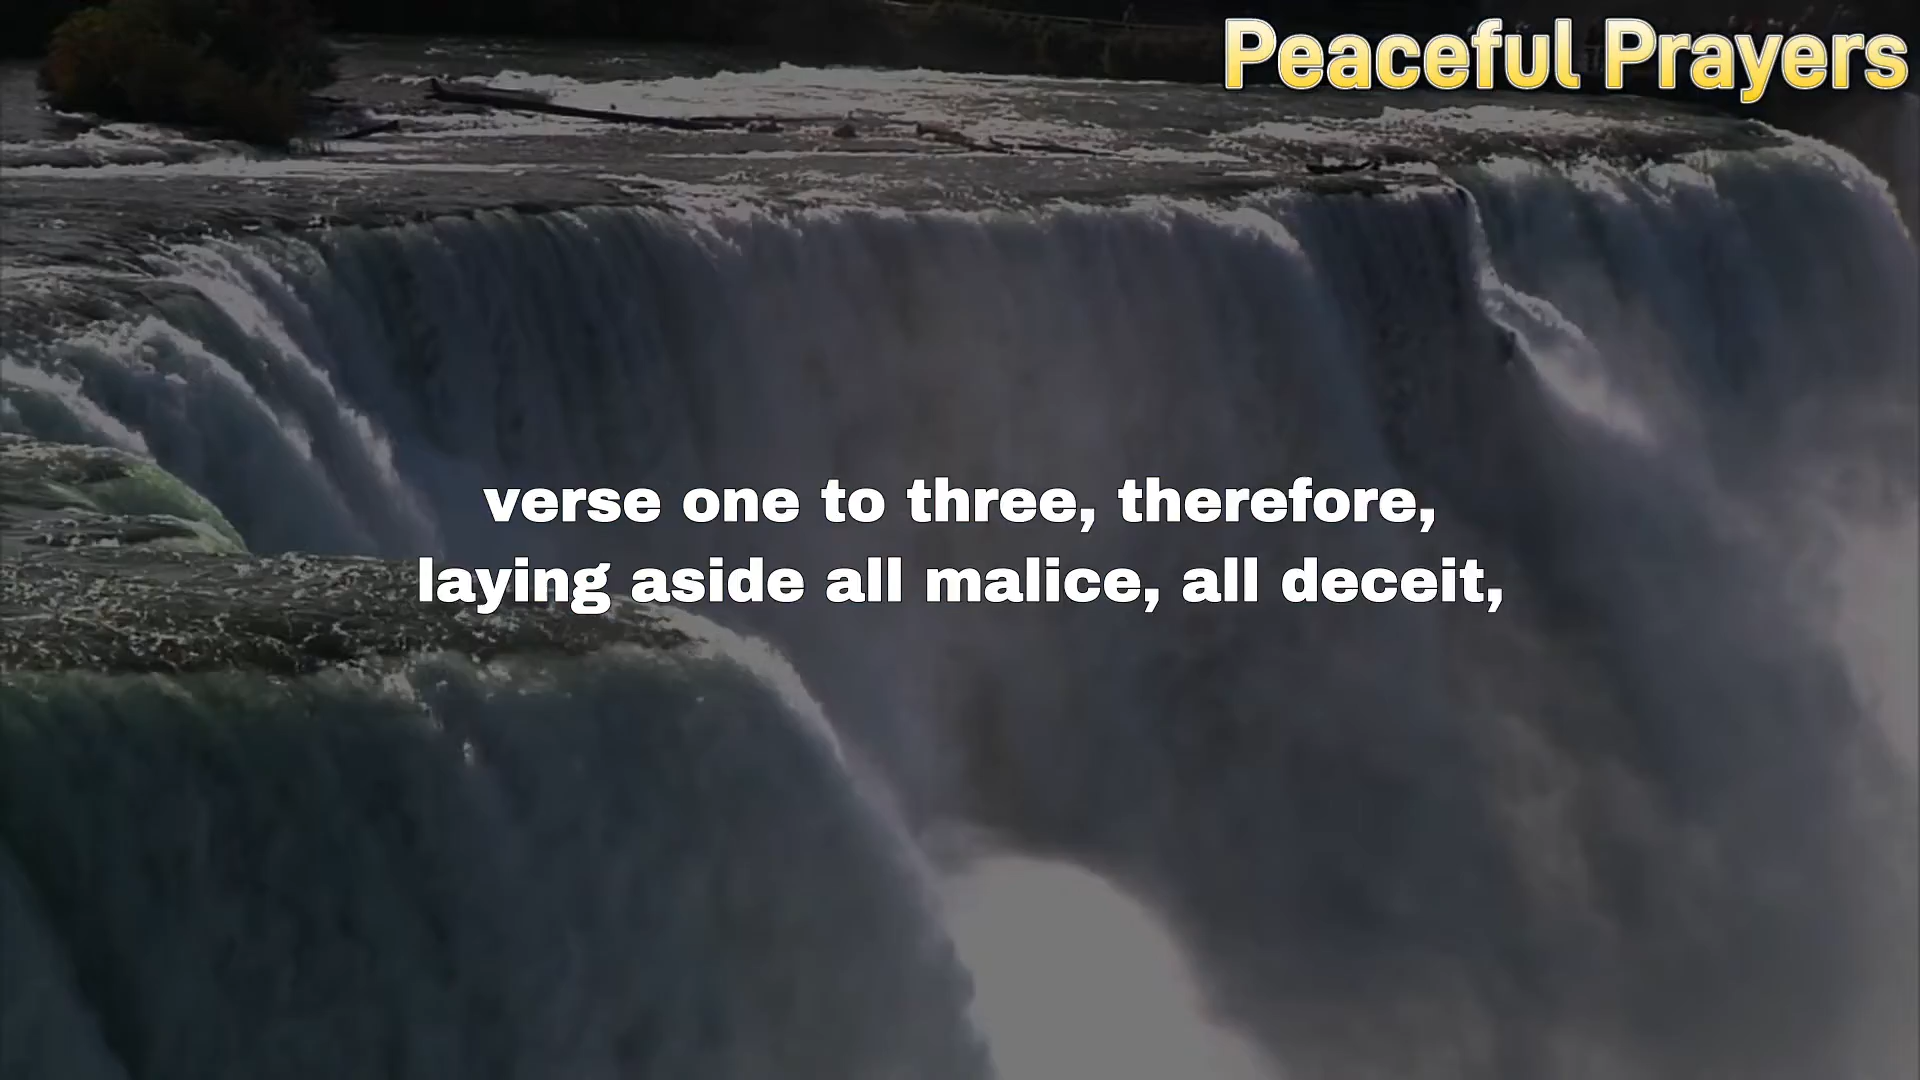 Peaceful Prayers
verse one to three, therefore,
laying aside all malice, all deceit,